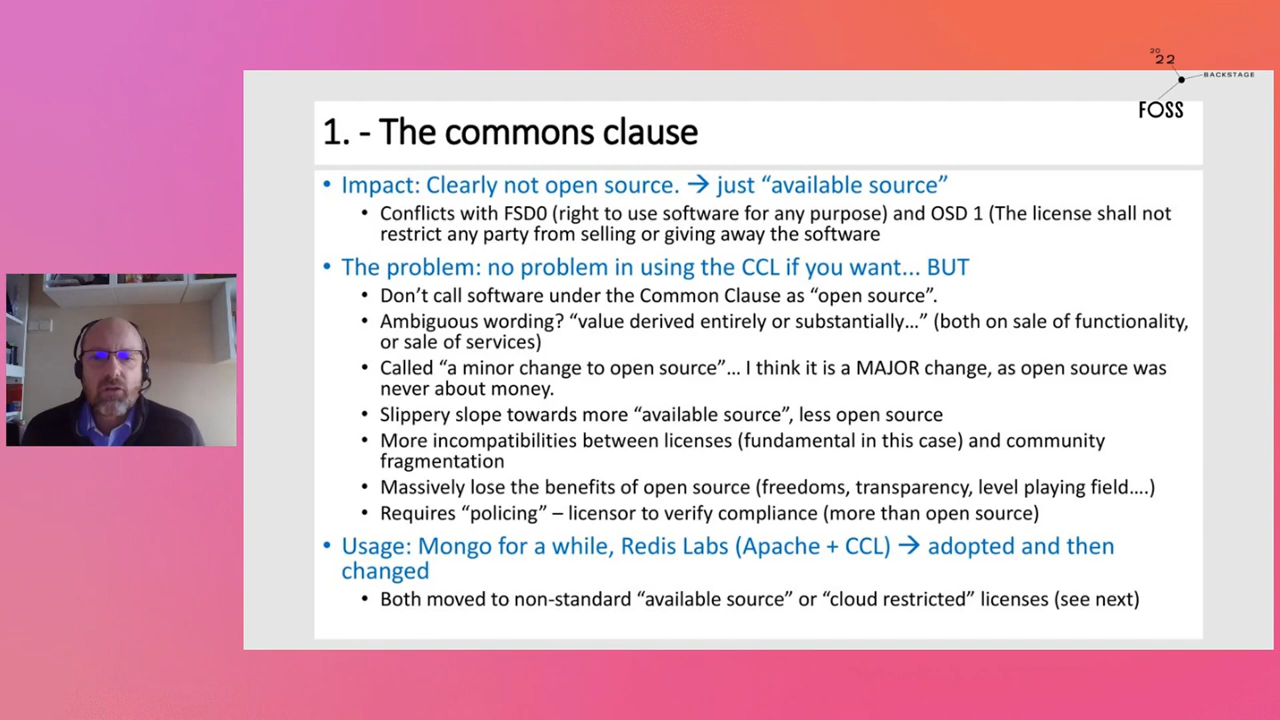 20
22
BACKSTAGE
FOSS
1. - The commons clause
• Impact: Clearly not open source. → just “available source”
• Conflicts with FSD0 (right to use software for any purpose) and OSD 1 (The license shall not
restrict any party from selling or giving away the software
• The problem: no problem in using the CCL if you want... BUT
• Don’t call software under the Common Clause as “open source”.
• Ambiguous wording? “value derived entirely or substantially…” (both on sale of functionality,
or sale of services)
• Called “a minor change to open source”… I think it is a MAJOR change, as open source was
never about money.
• Slippery slope towards more “available source”, less open source
• More incompatibilities between licenses (fundamental in this case) and community
fragmentation
• Massively lose the benefits of open source (freedoms, transparency, level playing field….)
• Requires “policing” – licensor to verify compliance (more than open source)
• Usage: Mongo for a while, Redis Labs (Apache + CCL) → adopted and then
changed
• Both moved to non-standard “available source” or “cloud restricted” licenses (see next)